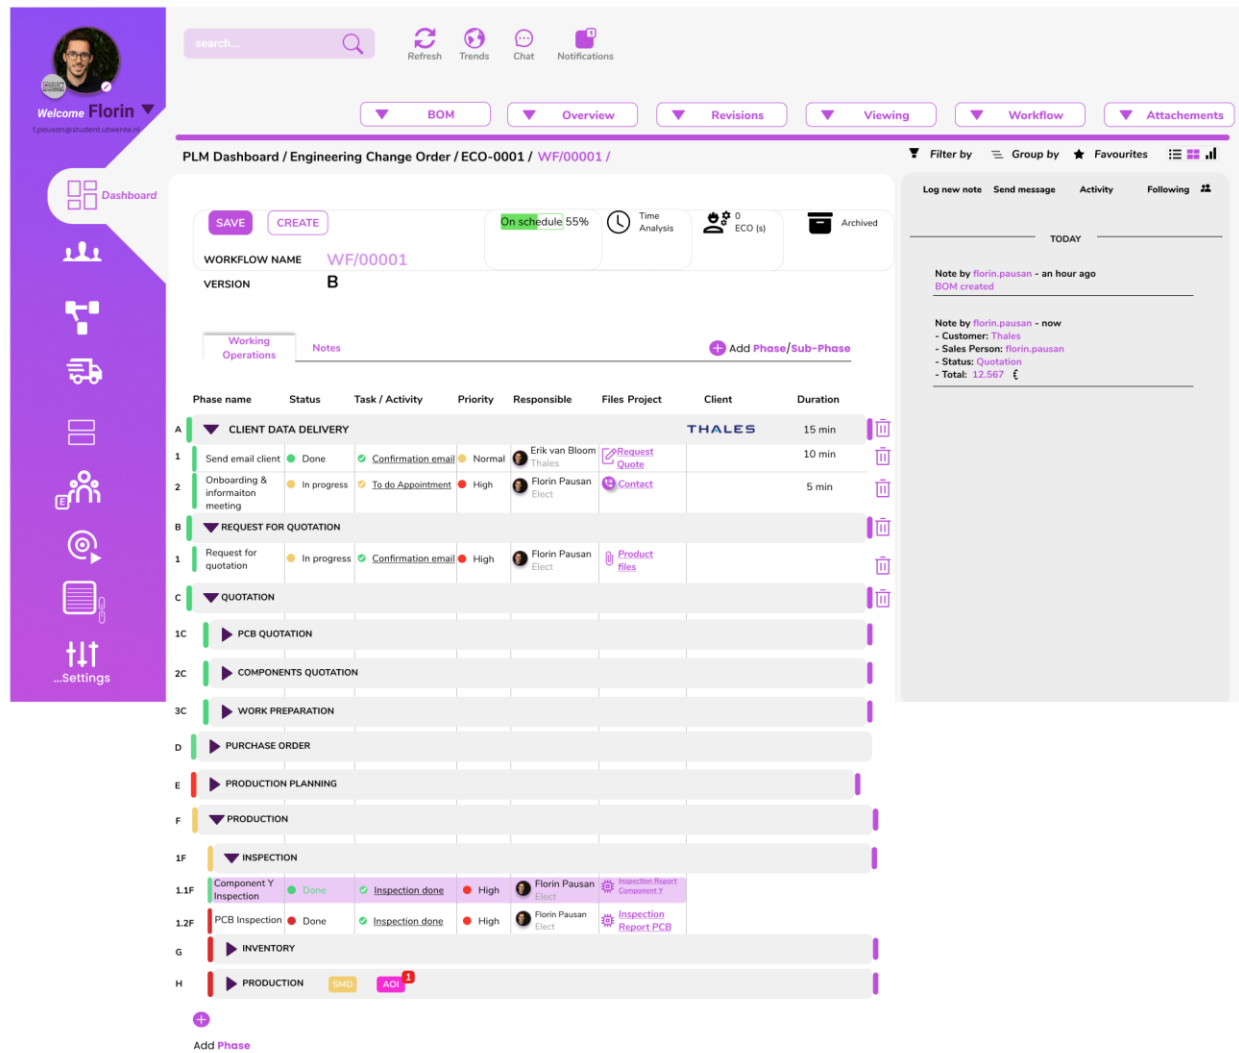 search...
Refresh Trends Chat Notifications
Welcome Florin
f.pausan@student.utwente.nl
BOM Overview Revisions Viewing Workflow Attachements
PLM Dashboard / Engineering Change Order / ECO-0001 / WF/00001 /
Filter by Group by Favourites
Dashboard
Log new note Send message Activity Following
SAVE CREATE
On schedule 55%
Time Analysis
0 ECO (s)
Archived
WORKFLOW NAME WF/00001
VERSION B
TODAY
Note by florin.pausan - an hour ago
BOM created
Note by florin.pausan - now
- Customer: Thales
- Sales Person: florin.pausan
- Status: Quotation
- Total: 12.567 €
Working Operations
Notes
Add Phase/Sub-Phase
Phase name Status Task / Activity Priority Responsible Files Project Client Duration
A CLIENT DATA DELIVERY THALES 15 min
1 Send email client Done Confirmation email Normal Erik van Bloom Thales Request Quote 10 min
2 Onboarding & informaiton meeting In progress To do Appointment High Florin Pausan Elect Contact 5 min
B REQUEST FOR QUOTATION
1 Request for quotation In progress Confirmation email High Florin Pausan Elect Product files
C QUOTATION
1C PCB QUOTATION
2C COMPONENTS QUOTATION
3C WORK PREPARATION
D PURCHASE ORDER
E PRODUCTION PLANNING
F PRODUCTION
1F INSPECTION
1.1F Component Y Inspection Done Inspection done High Florin Pausan Elect Inspection Report Component Y
1.2F PCB Inspection Done Inspection done High Florin Pausan Elect Inspection Report PCB
G INVENTORY
H PRODUCTION SMD AOI 1
Add Phase
E
...Settings